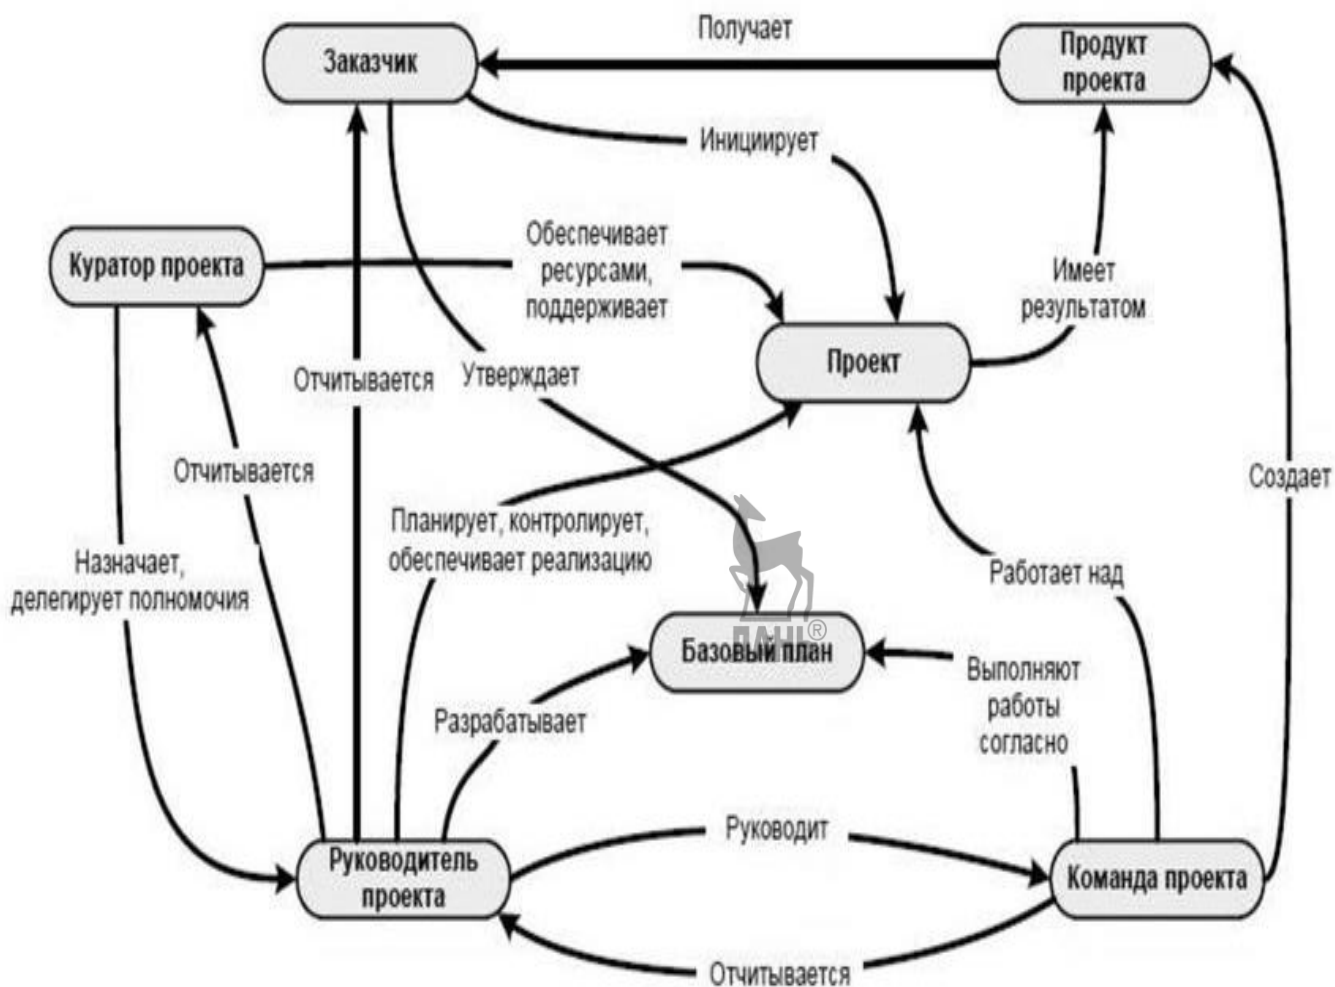 Получает
Заказчик
Продукт
проекта
Инициирует
Обеспечивает
ресурсами,
поддерживает
Куратор проекта
Имеет
результатом
Проект
Отчитывается
Утверждает
Отчитывается
Создает
Планирует, контролирует,
обеспечивает реализацию
Назначает,
делегирует полномочия
Работает над
ЛАНЬ®
Базовый план
Выполняют
работы
согласно
Разрабатывает
Руководит
Руководитель
проекта
Команда проекта
Отчитывается